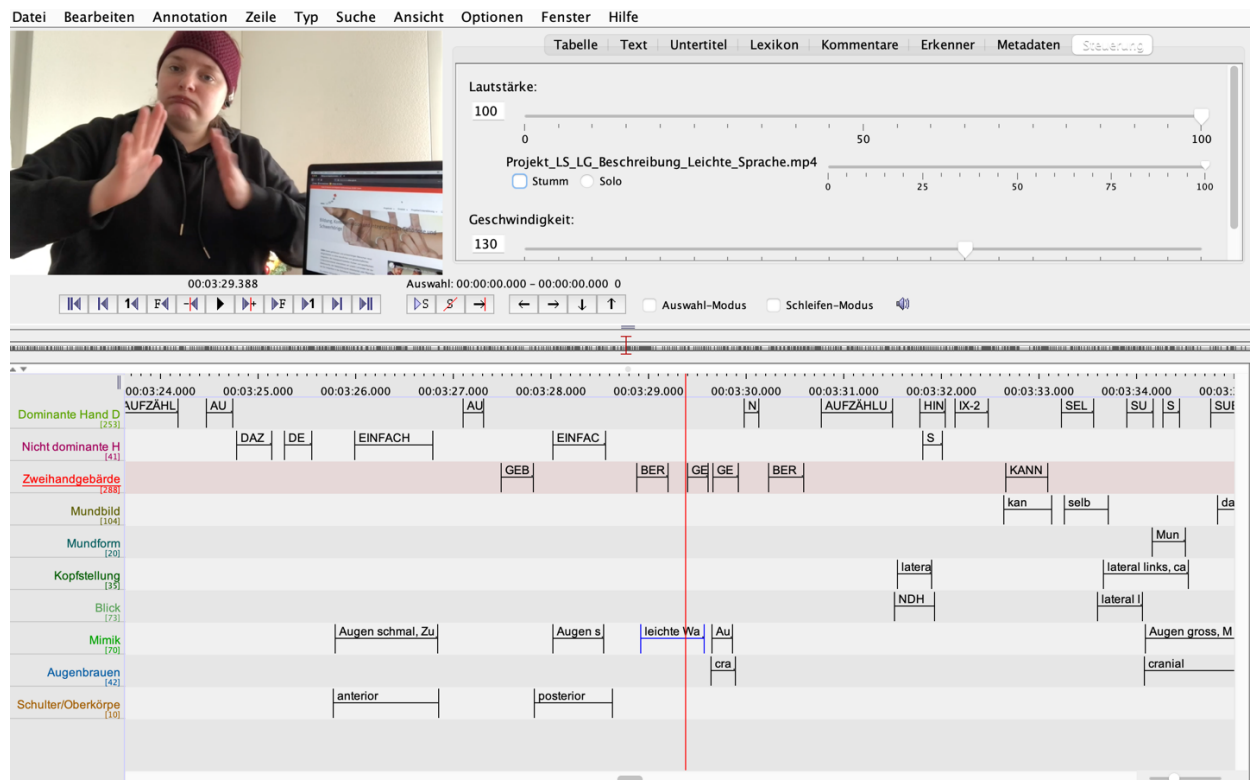 Datei Bearbeiten Annotation Zeile Typ Suche Ansicht Optionen Fenster Hilfe
Tabelle Text Untertitel Lexikon Kommentare Erkenner Metadaten Steuerung
Lautstärke:
100
0 50 100
Projekt_LS_LG_Beschreibung_Leichte_Sprache.mp4
Stumm Solo
0 25 50 75 100
Geschwindigkeit:
130
00:03:29.388 Auswahl: 00:00:00.000 - 00:00:00.000 0
1 F F 1 S S Auswahl-Modus Schleifen-Modus
00:03:24.000 00:03:25.000 00:03:26.000 00:03:27.000 00:03:28.000 00:03:29.000 00:03:30.000 00:03:31.000 00:03:32.000 00:03:33.000 00:03:34.000 00:03:
Dominante Hand D AUFZÄHL AU AU N AUFZÄHLU HIN IX-2 SEL SU S SUE
[253]
Nicht dominante H DAZ DE EINFACH EINFAC S
[41]
Zweihandgebärde GEB BER GE GE BER KANN
[288]
Mundbild kan selb da
[104]
Mundform Mun
[20]
Kopfstellung latera lateral links, ca
[35]
Blick NDH lateral l
[73]
Mimik Augen schmal, Zu Augen s leichte Wa Au Augen gross, M
[70]
Augenbrauen cra cranial
[42]
Schulter/Oberkörpe anterior posterior
[10]